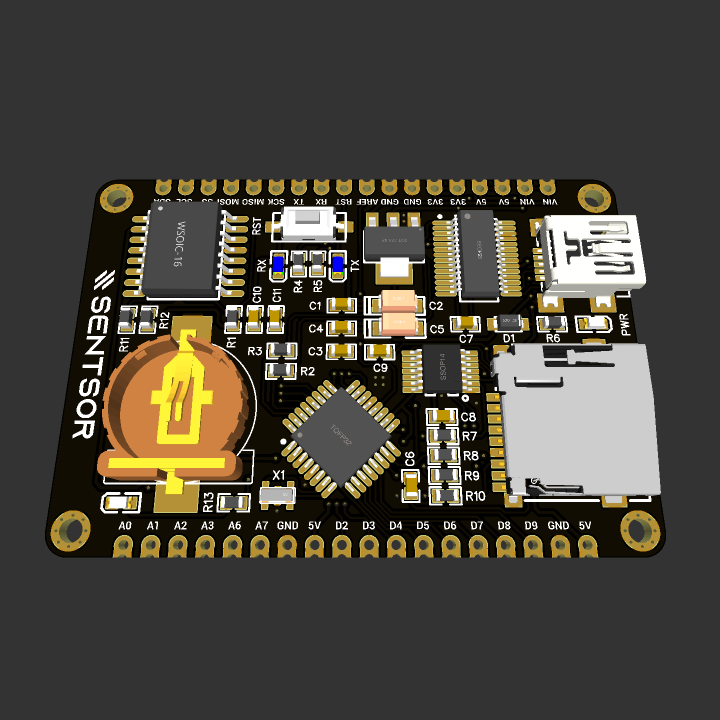 SDA SCL SS MOSI MISO SCK TX RX RST AREF GND GND 3V3 3V3 5V 5V VIN VIN
WSOIC-16
RST
RX
R4
R5
TX
C10
C11
C1
C2
R11
R12
R1
C4
C5
C7
D1
R6
PWR
SENTSOR
R3
C3
C9
SSOP14
R2
TQFP32
C8
R7
R8
C6
R9
X1
R13
R10
A0 A1 A2 A3 A6 A7 GND 5V D2 D3 D4 D5 D6 D7 D8 D9 GND 5V